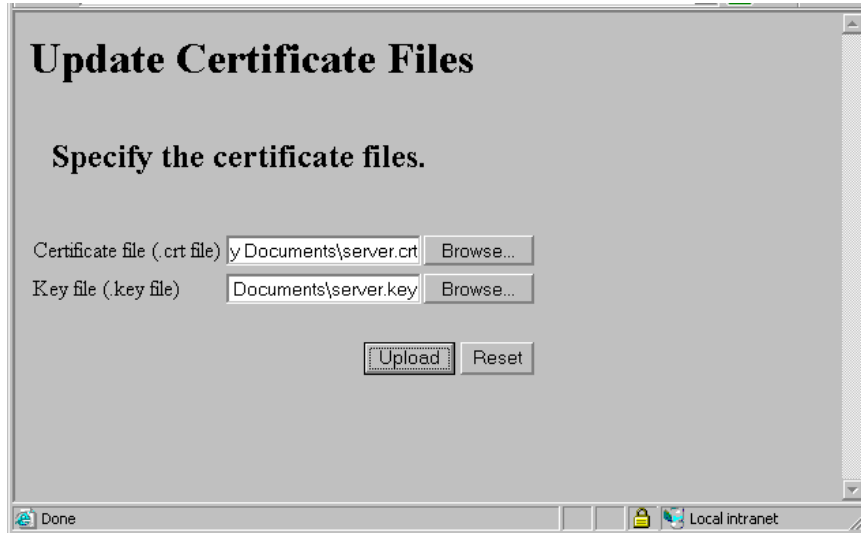 Update Certificate Files
Specify the certificate files.
Certificate file (.crt file) y Documents\server.crt Browse...
Key file (.key file) Documents\server.key Browse...
Upload Reset
Done Local intranet